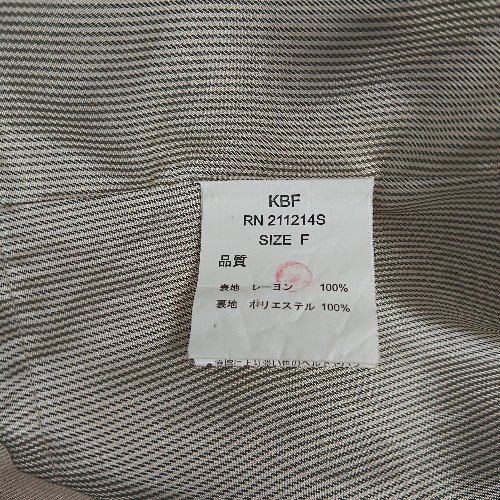 KBF
RN 211214S
SIZE F
品質
表地 レーヨン 100%
裏地 ポリエステル 100%